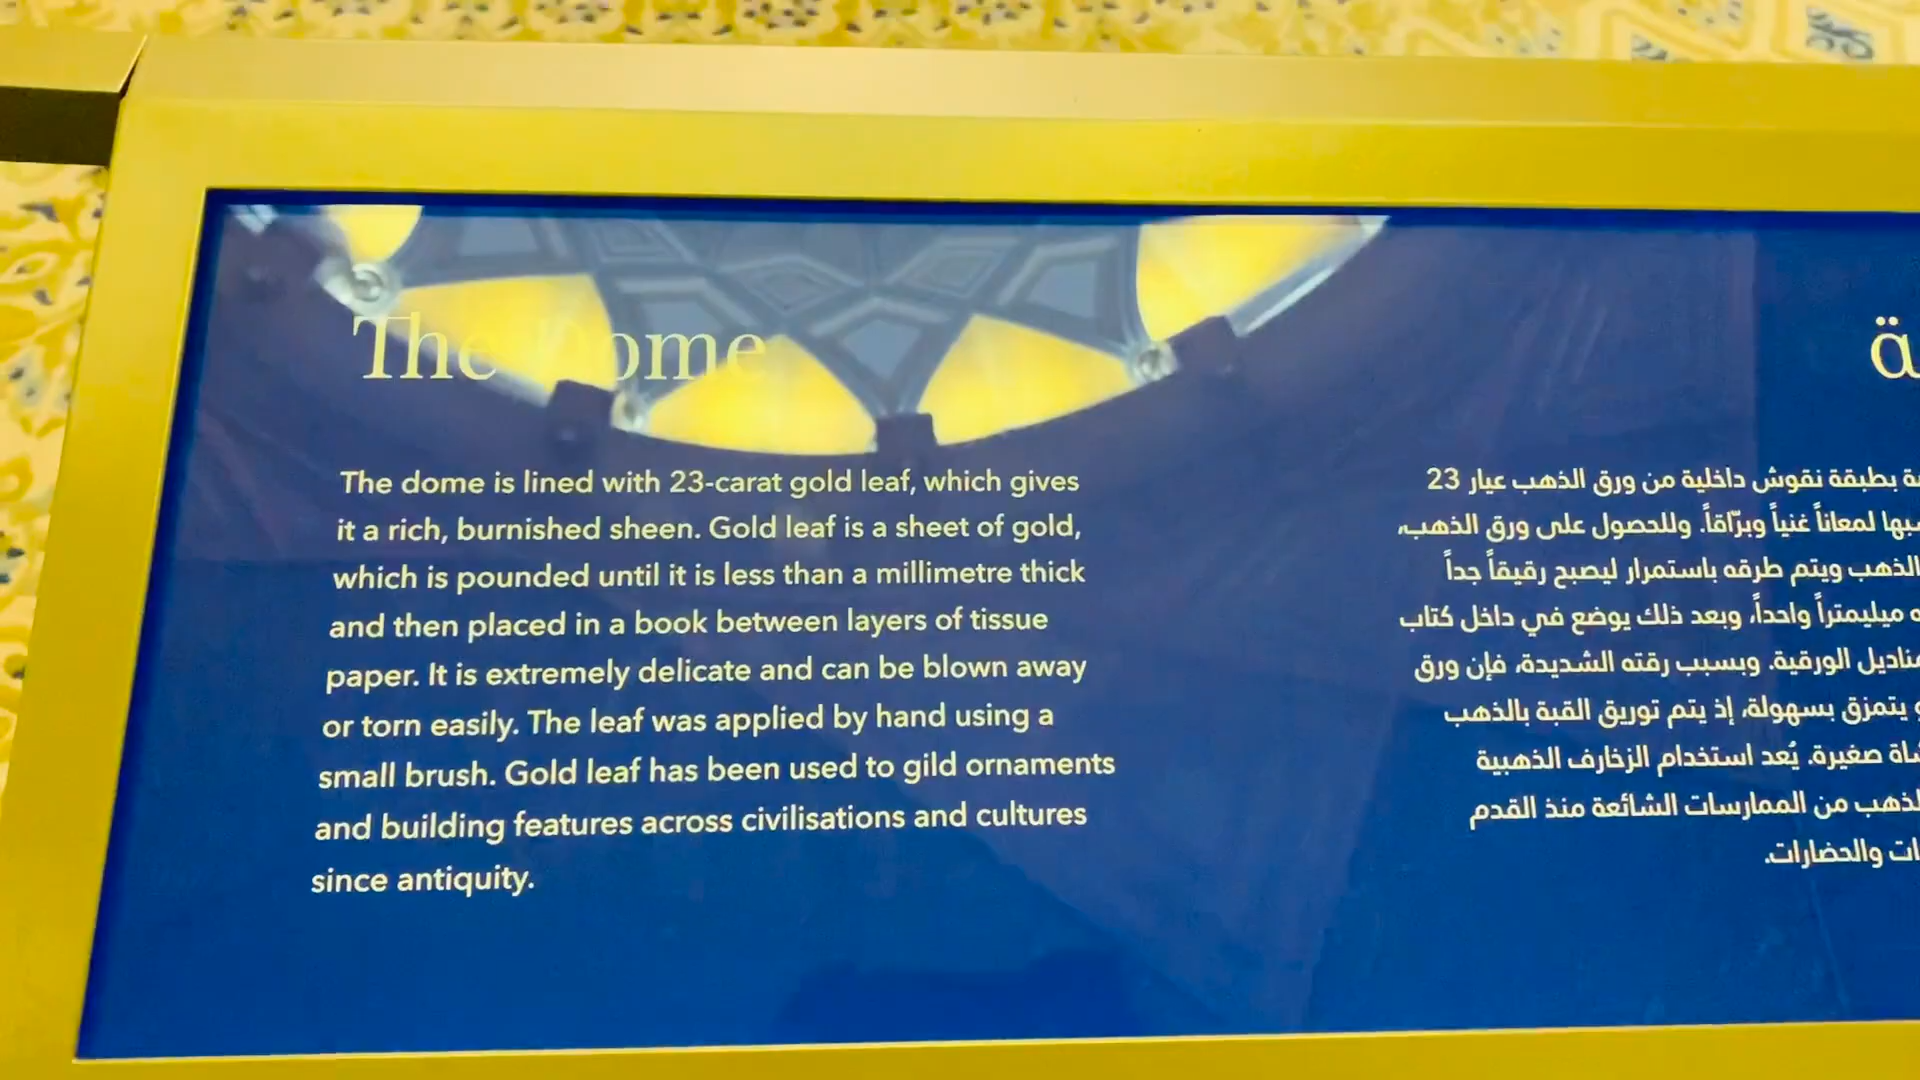 The Dome
The dome is lined with 23-carat gold leaf, which gives
it a rich, burnished sheen. Gold leaf is a sheet of gold,
which is pounded until it is less than a millimetre thick
and then placed in a book between layers of tissue
paper. It is extremely delicate and can be blown away
or torn easily. The leaf was applied by hand using a
small brush. Gold leaf has been used to gild ornaments
and building features across civilisations and cultures
since antiquity.
بطبقة نقوش داخلية من ورق الذهب عيار 23
لمعاناً غنياً وبرّاقاً. وللحصول على ورق الذهب،
الذهب ويتم طرقه باستمرار ليصبح رقيقاً جداً
ميليمتراً واحداً، وبعد ذلك يوضع في داخل كتاب
الورقية. وبسبب رقته الشديدة، فإن ورق
يتمزق بسهولة، إذ يتم توريق القبة بالذهب
صغيرة. يُعد استخدام الزخارف الذهبية
من الممارسات الشائعة منذ القدم
والحضارات.